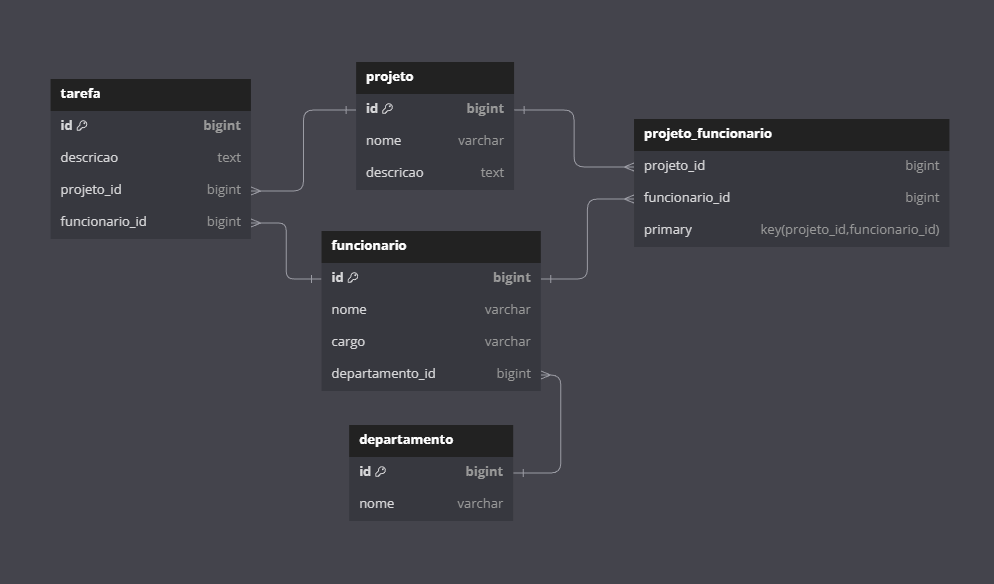 tarefa
id bigint
descricao text
projeto_id bigint
funcionario_id bigint
projeto
id bigint
nome varchar
descricao text
projeto_funcionario
projeto_id bigint
funcionario_id bigint
primary key(projeto_id,funcionario_id)
funcionario
id bigint
nome varchar
cargo varchar
departamento_id bigint
departamento
id bigint
nome varchar